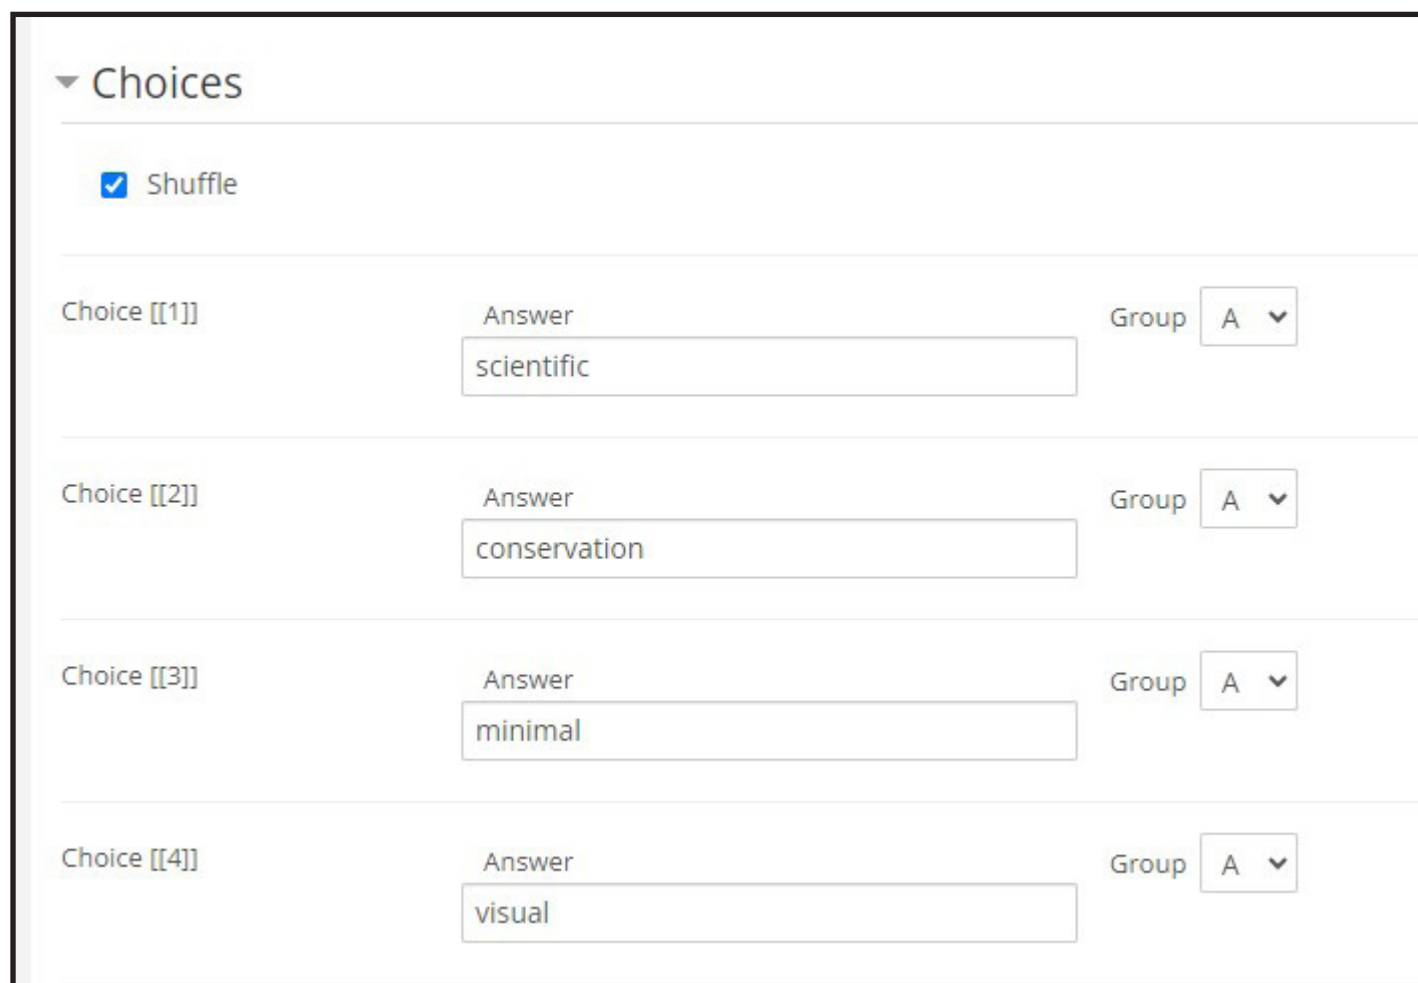 Choices
Shuffle
Choice [[1]] Answer Group A
scientific
Choice [[2]] Answer Group A
conservation
Choice [[3]] Answer Group A
minimal
Choice [[4]] Answer Group A
visual